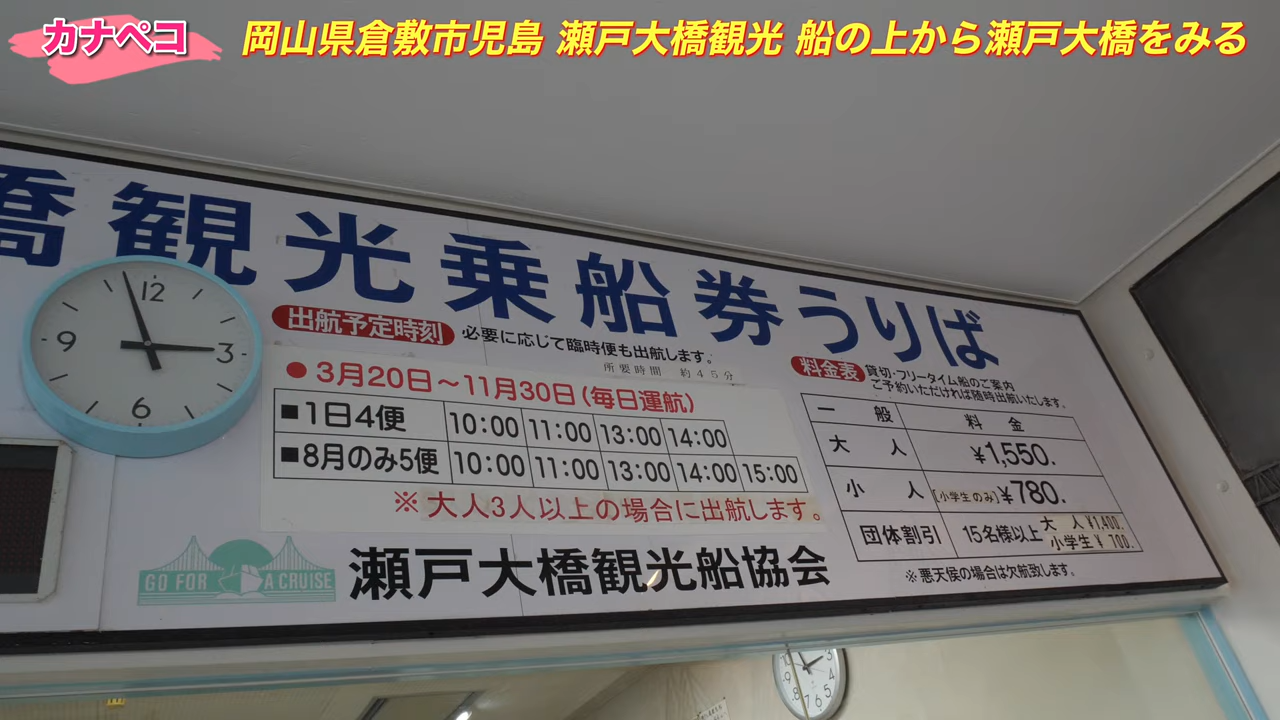 カナペコ
岡山県倉敷市児島 瀬戸大橋観光 船の上から瀬戸大橋をみる
橋観光乗船券うりば
12
3
6
9
出航予定時刻 必要に応じて臨時便も出航します。
所要時間 約45分
●3月20日～11月30日(毎日運航)
■1日4便 10:00 11:00 13:00 14:00
■8月のみ5便 10:00 11:00 13:00 14:00 15:00
※大人3人以上の場合に出航します。
GO FOR A CRUISE
瀬戸大橋観光船協会
料金表 貸切・フリータイム船のご案内
ご予約いただければ随時出航いたします。
一般 料金
大人 ¥1,550.
小人 [小学生のみ]¥780.
団体割引 15名様以上 大人 ¥1,400.
小学生 ¥ 700.
※悪天侯の場合は欠航致します。